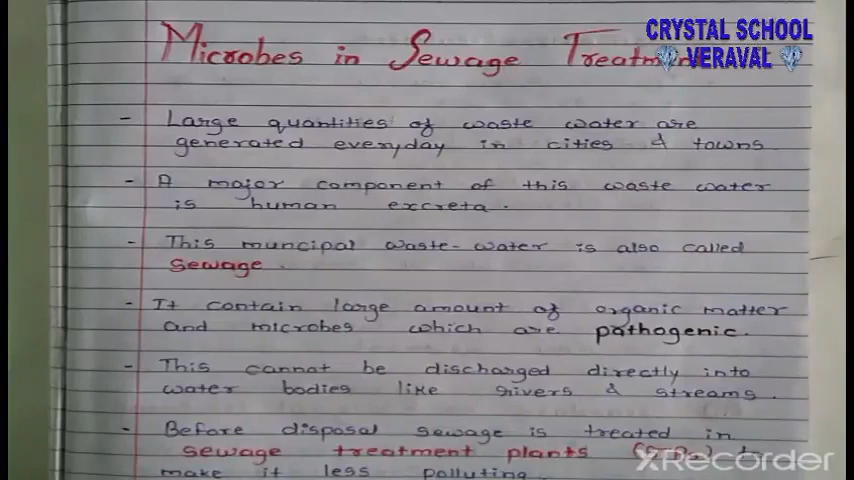 CRYSTAL SCHOOL
VERAVAL
Microbes in Sewage Treatment
- Large quantities of waste water are
generated everyday in cities & towns
- A major component of this waste water
is human excreta.
- This muncipal waste-water is also called
Sewage.
- It contain large amount of organic matter
and microbes which are pathogenic.
- This cannot be discharged directly into
water bodies like rivers & streams.
- Before disposal sewage is treated in
sewage treatment plants
make it less polluting
XRecorder